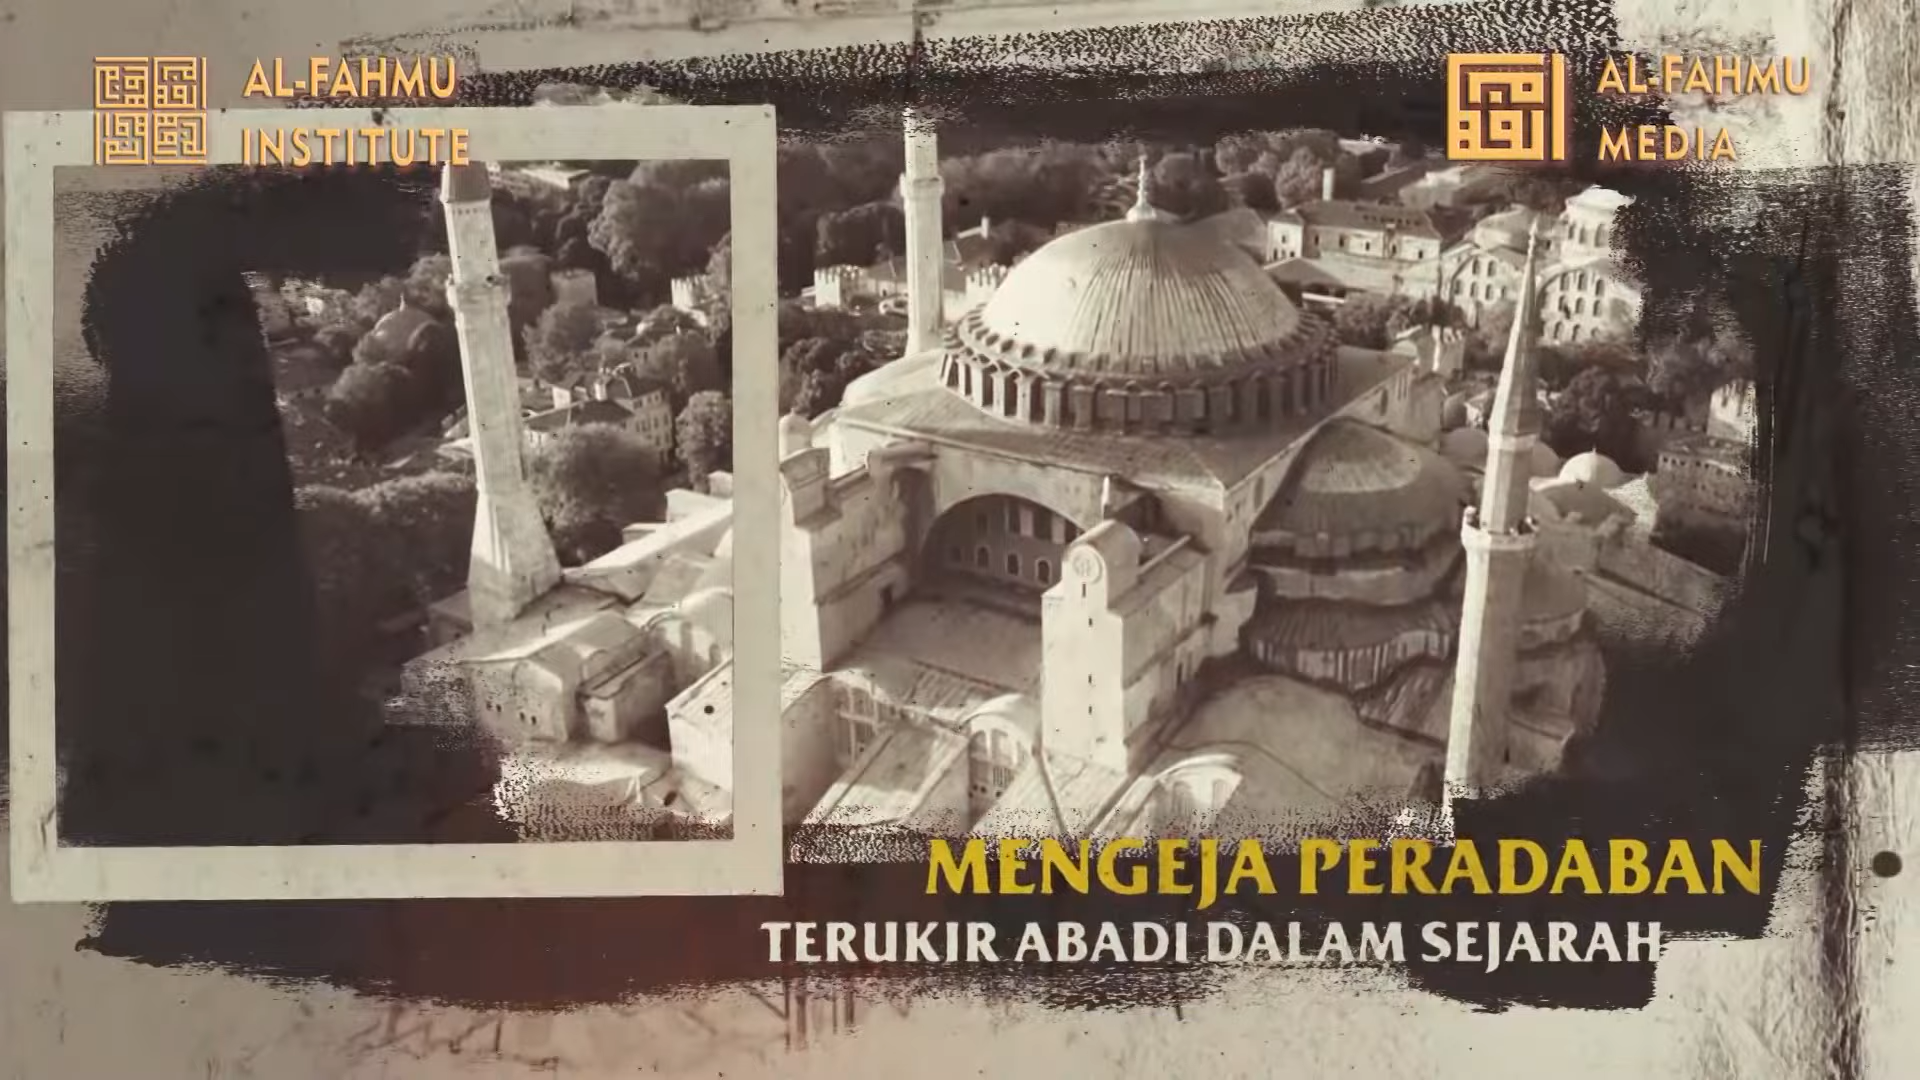 AL-FAHMU
INSTITUTE
AL-FAHMU
MEDIA
MENGEJA PERADABAN
TERUKIR ABADI DALAM SEJARAH